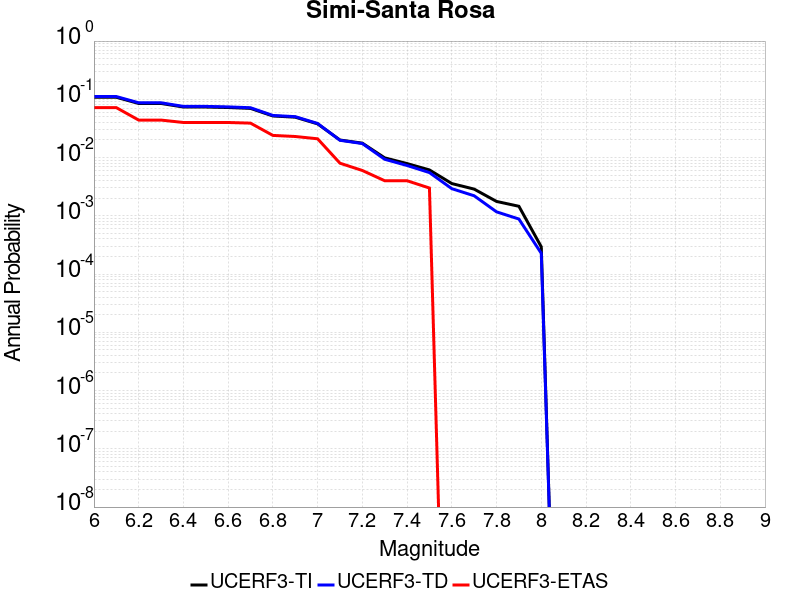 Simi-Santa Rosa
10^0
10^-1
10^-2
10^-3
10^-4
10^-5
10^-6
10^-7
10^-8
Annual Probability
6 6.2 6.4 6.6 6.8 7 7.2 7.4 7.6 7.8 8 8.2 8.4 8.6 8.8 9
Magnitude
UCERF3-TI UCERF3-TD UCERF3-ETAS